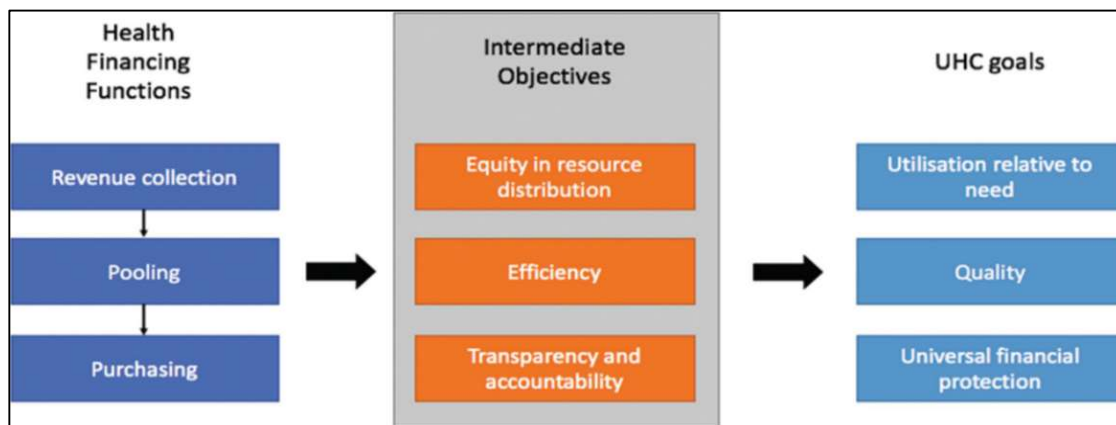 Health
Financing
Functions
Revenue collection
Pooling
Purchasing
Intermediate
Objectives
Equity in resource
distribution
Efficiency
Transparency and
accountability
UHC goals
Utilisation relative to
need
Quality
Universal financial
protection